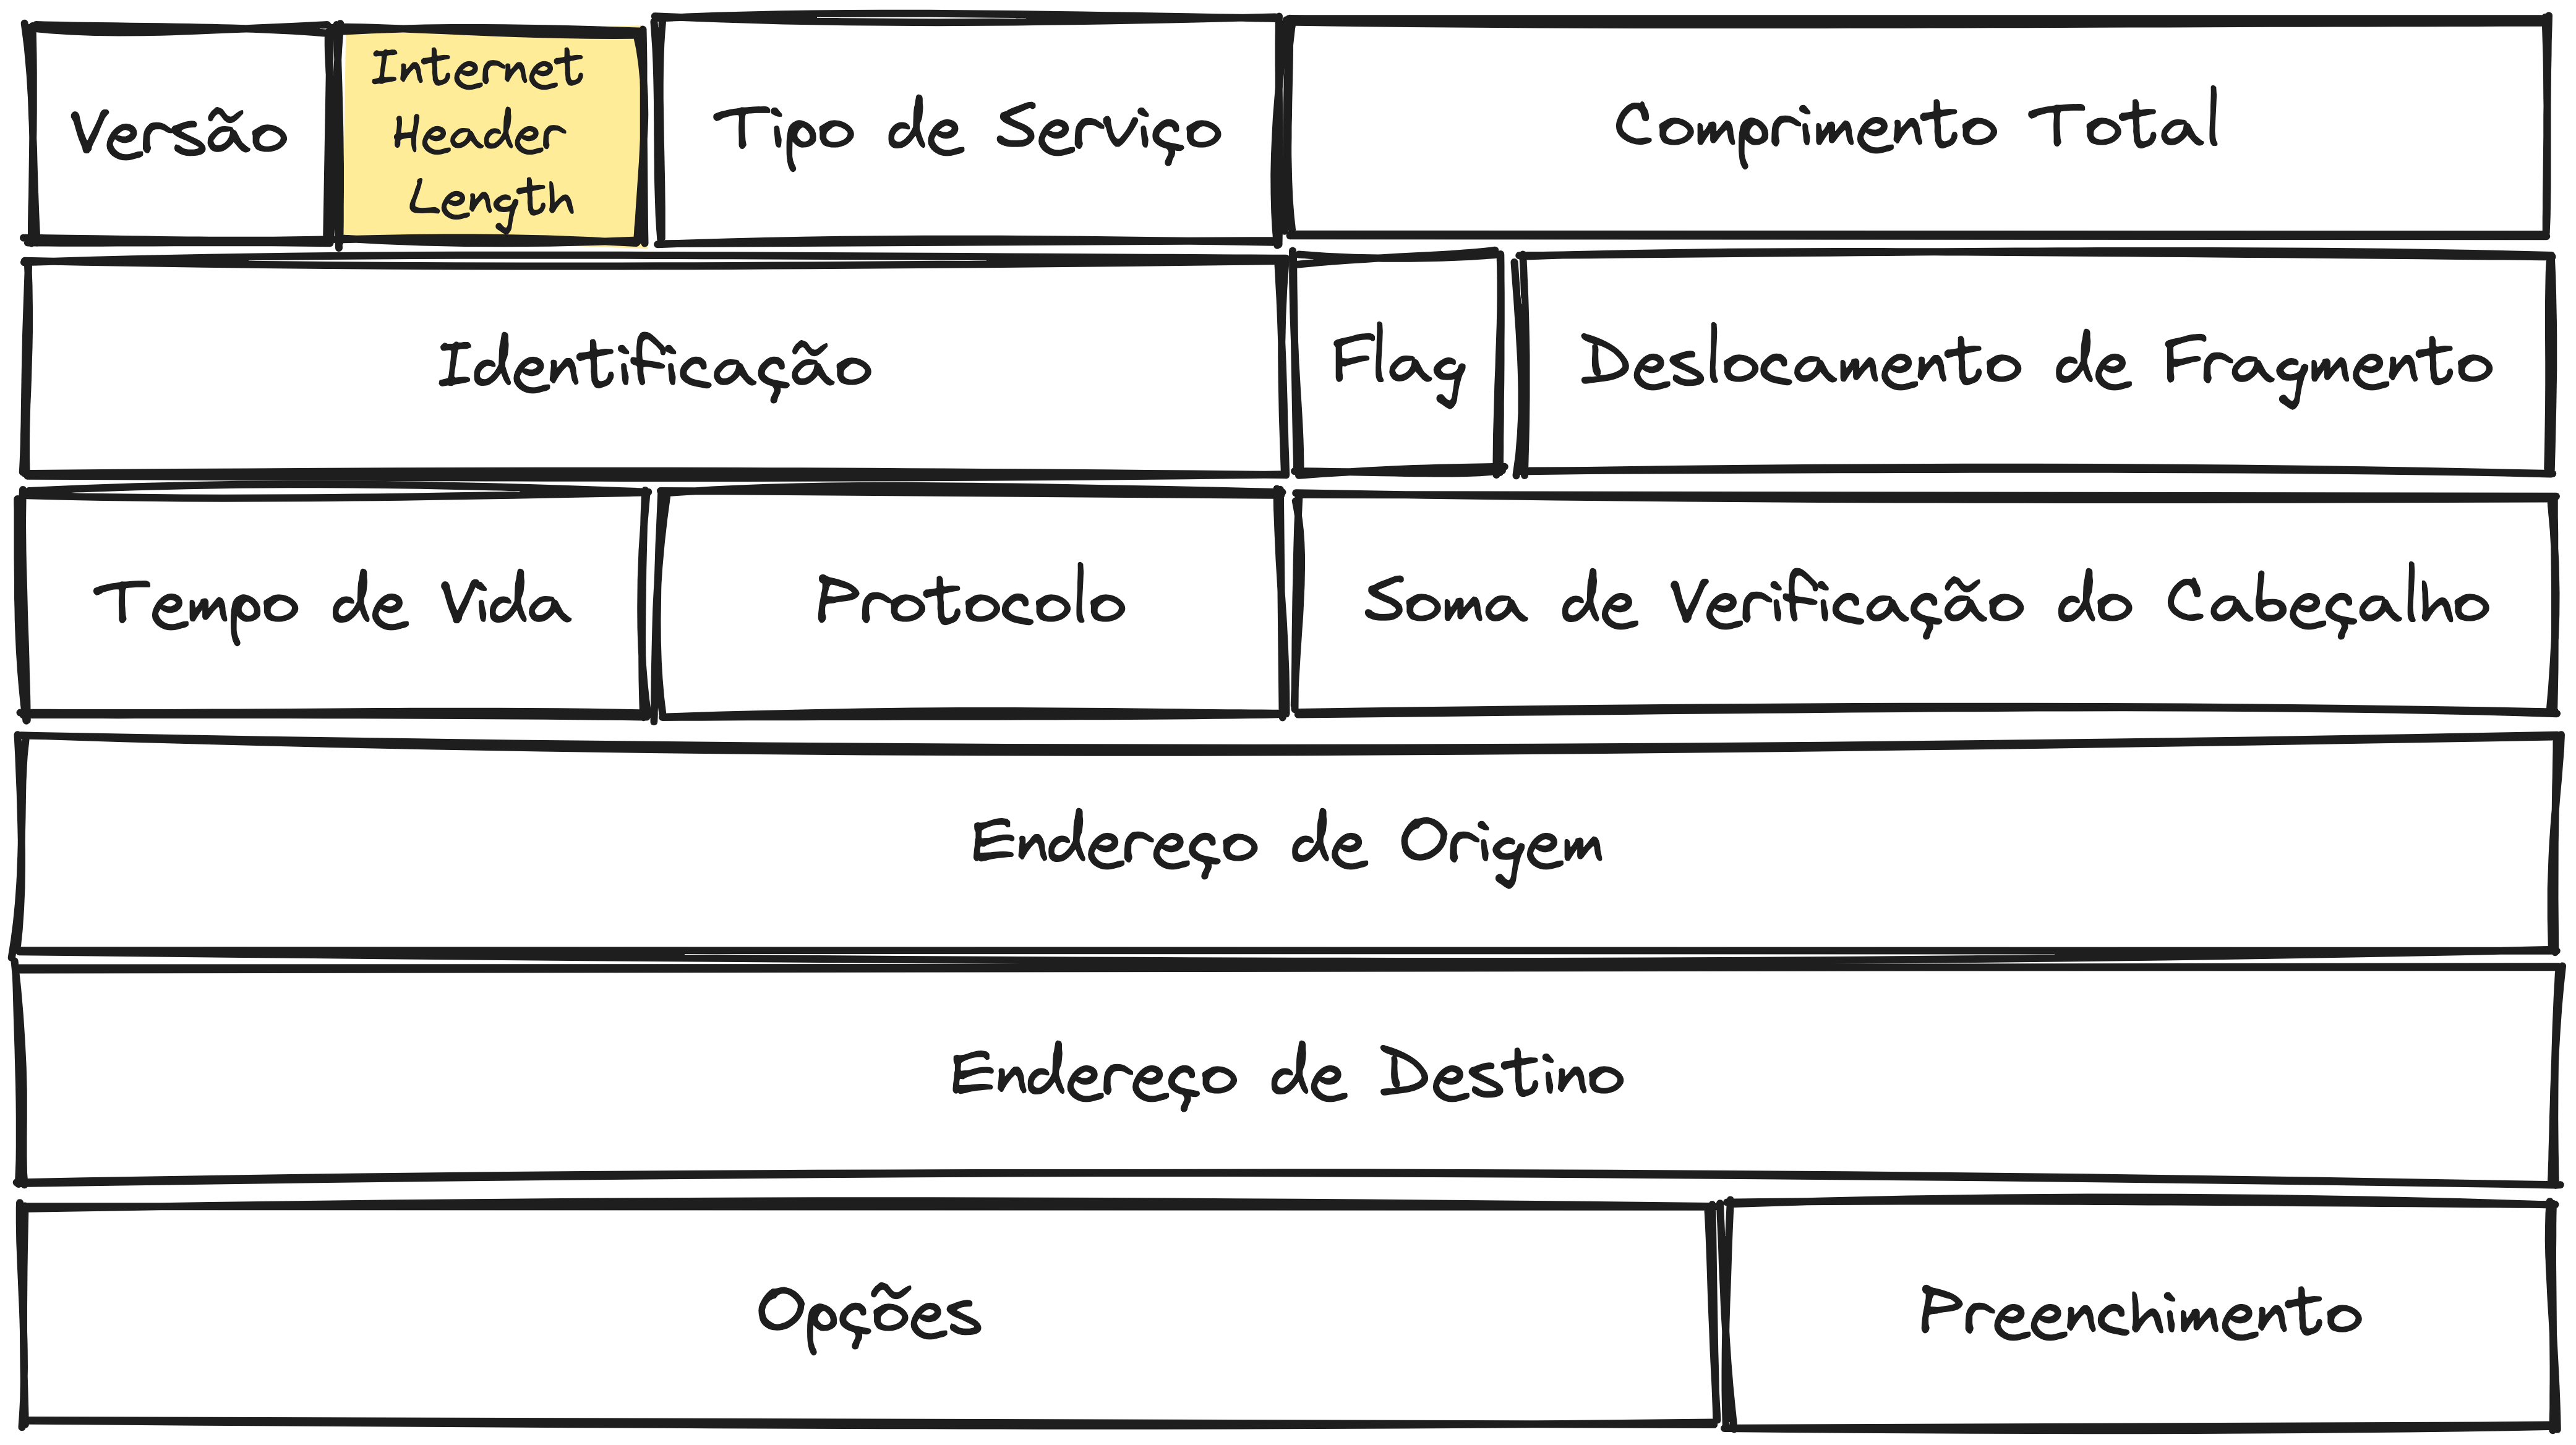 Versão
Internet
Header
Length
Tipo de Serviço
Comprimento Total
Identificação
Flag
Deslocamento de Fragmento
Tempo de Vida
Protocolo
Soma de Verificação do Cabeçalho
Endereço de Origem
Endereço de Destino
Opções
Preenchimento